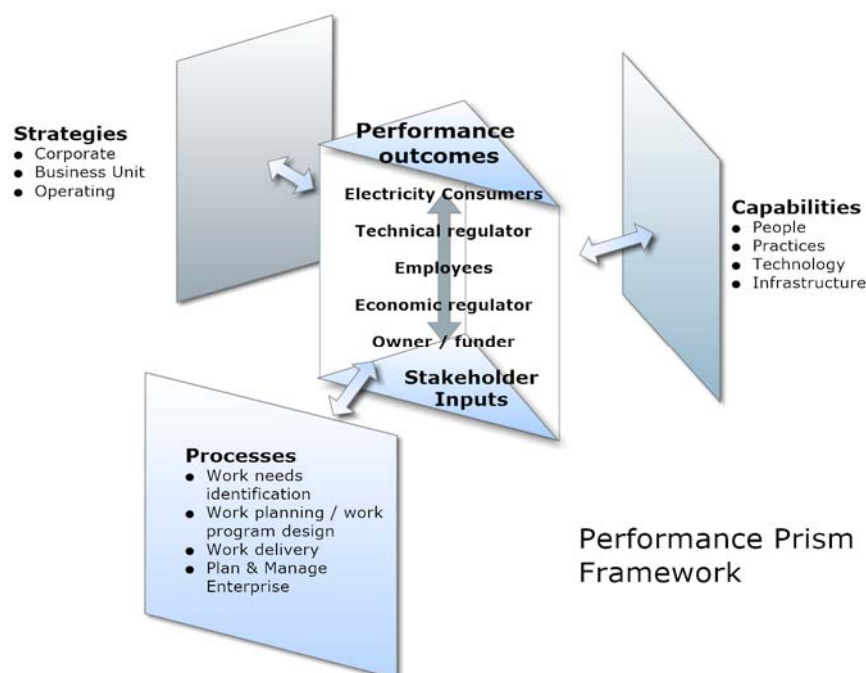 Strategies
● Corporate
● Business Unit
● Operating
Performance
outcomes
Electricity Consumers
Technical regulator
Employees
Economic regulator
Owner / funder
Stakeholder
Inputs
Capabilities
● People
● Practices
● Technology
● Infrastructure
Processes
● Work needs
identification
● Work planning / work
program design
● Work delivery
● Plan & Manage
Enterprise
Performance Prism
Framework